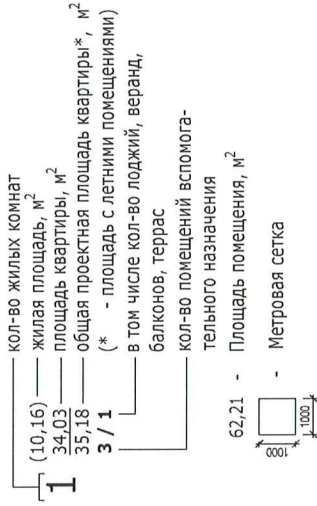 кол-во жилых комнат
1
(10,16) жилая площадь, м²
34,03 площадь квартиры, м²
35,18 общая проектная площадь квартиры*, м²
(* - площадь с летними помещениями)
3 / 1 в том числе кол-во лоджий, веранд,
балконов, террас
кол-во помещений вспомога-
тельного назначения
62,21 - Площадь помещения, м²
1000
1000
- Метровая сетка